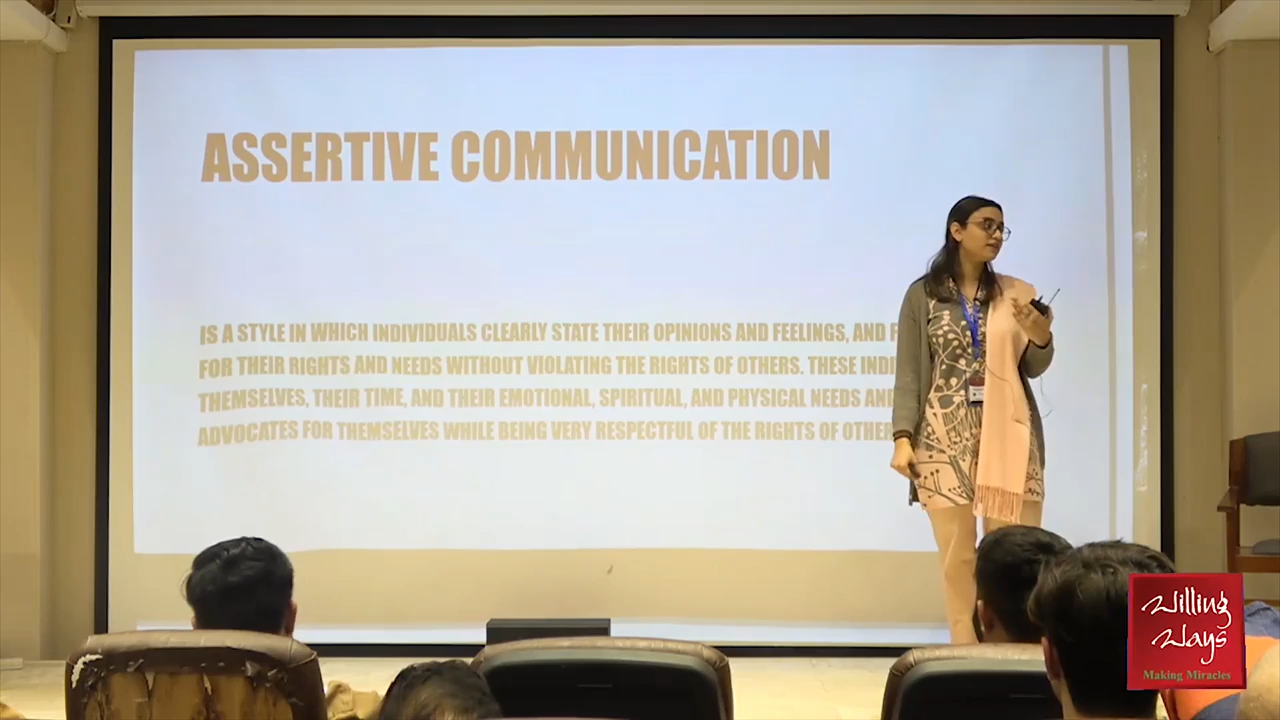 ASSERTIVE COMMUNICATION
IS A STYLE IN WHICH INDIVIDUALS CLEARLY STATE THEIR OPINIONS AND FEELINGS, AND
FOR THEIR RIGHTS AND NEEDS WITHOUT VIOLATING THE RIGHTS OF OTHERS. THESE
THEMSELVES, THEIR TIME, AND THEIR EMOTIONAL, SPIRITUAL, AND PHYSICAL NEEDS
ADVOCATES FOR THEMSELVES WHILE BEING VERY RESPECTFUL OF THE RIGHTS OF
Willing
Ways
Making Miracles